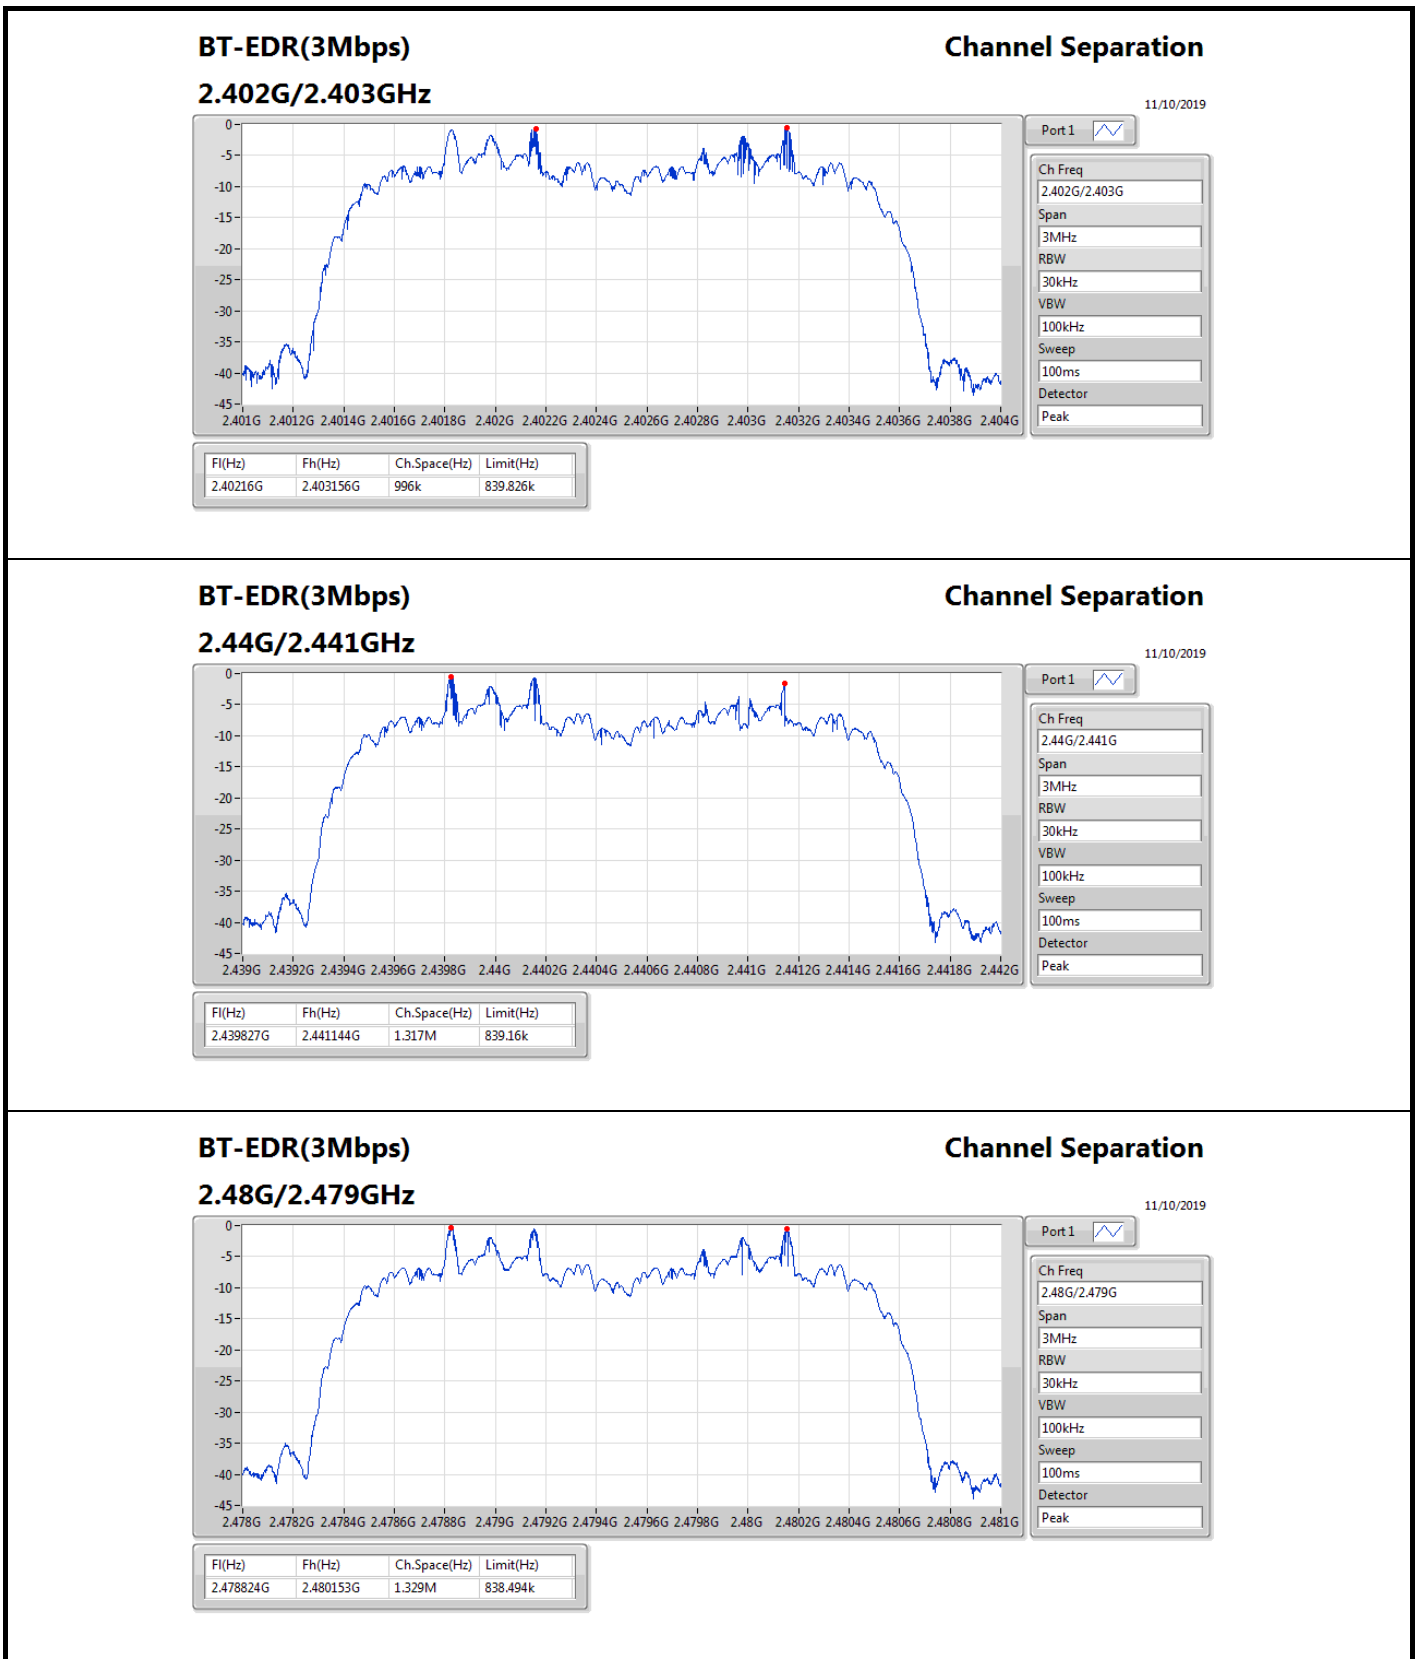 BT-EDR(3Mbps) Channel Separation
2.402G/2.403GHz
11/10/2019
Port 1
0
-5
-10
-15
-20
-25
-30
-35
-40
-45
2.401G 2.4012G 2.4014G 2.4016G 2.4018G 2.402G 2.4022G 2.4024G 2.4026G 2.4028G 2.403G 2.4032G 2.4034G 2.4036G 2.4038G 2.404G
Ch Freq
2.402G/2.403G
Span
3MHz
RBW
30kHz
VBW
100kHz
Sweep
100ms
Detector
Peak
Fl(Hz) Fh(Hz) Ch.Space(Hz) Limit(Hz)
2.40216G 2.403156G 996k 839.826k
BT-EDR(3Mbps) Channel Separation
2.44G/2.441GHz
11/10/2019
Port 1
0
-5
-10
-15
-20
-25
-30
-35
-40
-45
2.439G 2.4392G 2.4394G 2.4396G 2.4398G 2.44G 2.4402G 2.4404G 2.4406G 2.4408G 2.441G 2.4412G 2.4414G 2.4416G 2.4418G 2.442G
Ch Freq
2.44G/2.441G
Span
3MHz
RBW
30kHz
VBW
100kHz
Sweep
100ms
Detector
Peak
Fl(Hz) Fh(Hz) Ch.Space(Hz) Limit(Hz)
2.439827G 2.441144G 1.317M 839.16k
BT-EDR(3Mbps) Channel Separation
2.48G/2.479GHz
11/10/2019
Port 1
0
-5
-10
-15
-20
-25
-30
-35
-40
-45
2.478G 2.4782G 2.4784G 2.4786G 2.4788G 2.479G 2.4792G 2.4794G 2.4796G 2.4798G 2.48G 2.4802G 2.4804G 2.4806G 2.4808G 2.481G
Ch Freq
2.48G/2.479G
Span
3MHz
RBW
30kHz
VBW
100kHz
Sweep
100ms
Detector
Peak
Fl(Hz) Fh(Hz) Ch.Space(Hz) Limit(Hz)
2.478824G 2.480153G 1.329M 838.494k